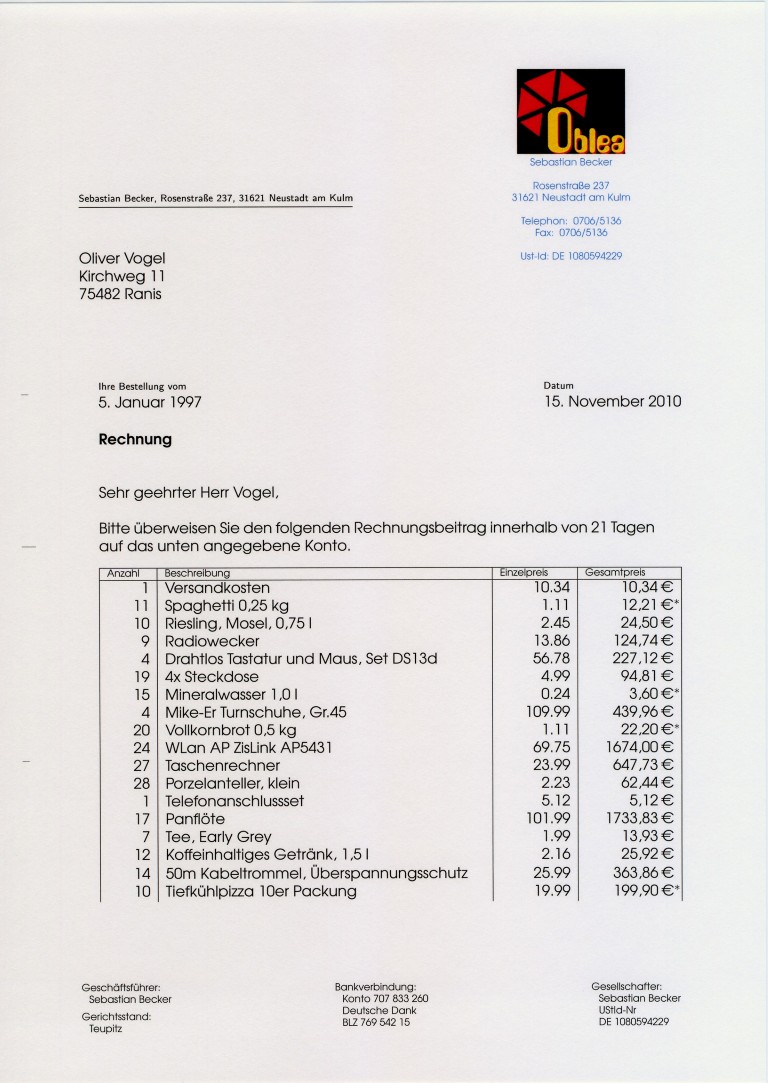 Oblea
Sebastian Becker
Rosenstraße 237
31621 Neustadt am Kulm
Telephon: 0706/5136
Fax: 0706/5136
Ust-Id: DE 1080594229
Sebastian Becker, Rosenstraße 237, 31621 Neustadt am Kulm
Oliver Vogel
Kirchweg 11
75482 Ranis
Ihre Bestellung vom Datum
5. Januar 1997 15. November 2010
Rechnung
Sehr geehrter Herr Vogel,
Bitte überweisen Sie den folgenden Rechnungsbeitrag innerhalb von 21 Tagen
auf das unten angegebene Konto.
Anzahl Beschreibung Einzelpreis Gesamtpreis
1 Versandkosten 10.34 10,34 €
11 Spaghetti 0,25 kg 1.11 12,21 €*
10 Riesling, Mosel, 0,75 l 2.45 24,50 €
9 Radiowecker 13.86 124,74 €
4 Drahtlos Tastatur und Maus, Set DS13d 56.78 227,12 €
19 4x Steckdose 4.99 94,81 €
15 Mineralwasser 1,0 l 0.24 3,60 €*
4 Mike-Er Turnschuhe, Gr.45 109.99 439,96 €
20 Vollkornbrot 0,5 kg 1.11 22,20 €*
24 WLan AP ZisLink AP5431 69.75 1674,00 €
27 Taschenrechner 23.99 647,73 €
28 Porzelanteller, klein 2.23 62,44 €
1 Telefonanschlussset 5.12 5,12 €
17 Panflöte 101.99 1733,83 €
7 Tee, Early Grey 1.99 13,93 €
12 Koffeinhaltiges Getränk, 1,5 l 2.16 25,92 €
14 50m Kabeltrommel, Überspannungsschutz 25.99 363,86 €
10 Tiefkühlpizza 10er Packung 19.99 199,90 €*
Geschäftsführer:
Sebastian Becker
Gerichtsstand:
Teupitz
Bankverbindung:
Konto 707 833 260
Deutsche Dank
BLZ 769 542 15
Gesellschafter:
Sebastian Becker
UStId-Nr
DE 1080594229